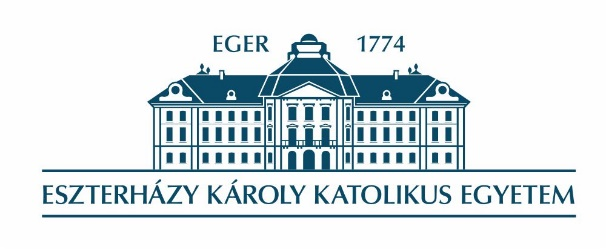 EGER 1774
ESZTERHÁZY KÁROLY KATOLIKUS EGYETEM